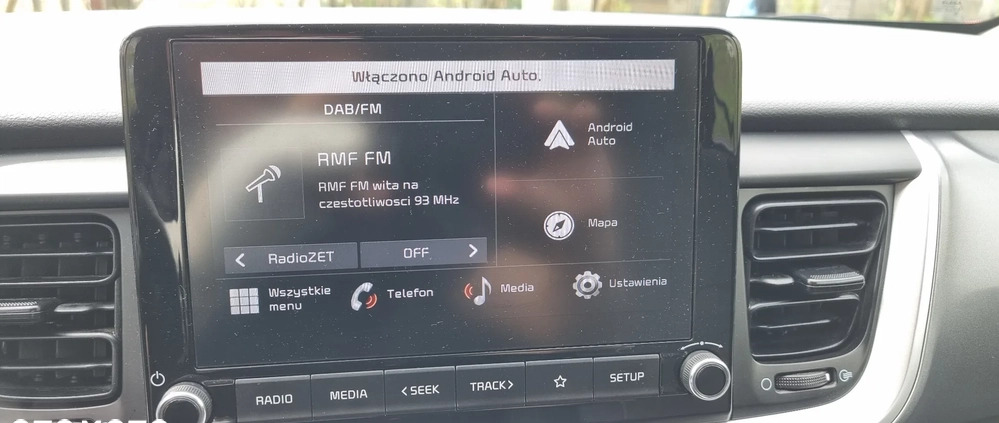 Włączono Android Auto.
DAB/FM
RMF FM
RMF FM wita na
czestotliwosci 93 MHz
< RadioZET
OFF >
Android
Auto
Mapa
Wszystkie
menu
Telefon
Media
Ustawienia
RADIO
MEDIA
< SEEK
TRACK >
SETUP